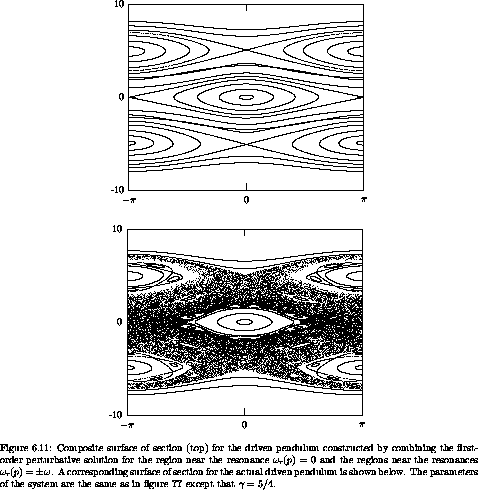 10
0
-10
−π 0 π
10
0
-10
−π 0 π
Figure 6.11: Composite surface of section (top) for the driven pendulum constructed by combining the first-
order perturbative solution for the region near the resonance ωᵣ(p) = 0 and the regions near the resonances
ωᵣ(p) = ±ω. A corresponding surface of section for the actual driven pendulum is shown below. The parameters
of the system are the same as in figure 77 except that γ = 5/4.